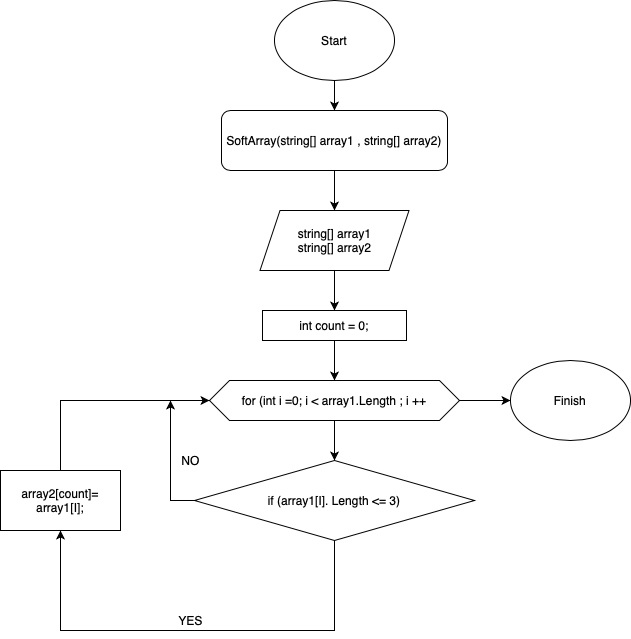 Start
SoftArray(string[] array1 , string[] array2)
string[] array1
string[] array2
int count = 0;
for (int i =0; i < array1.Length ; i ++
Finish
NO
if (array1[I]. Length <= 3)
array2[count]=
array1[I];
YES